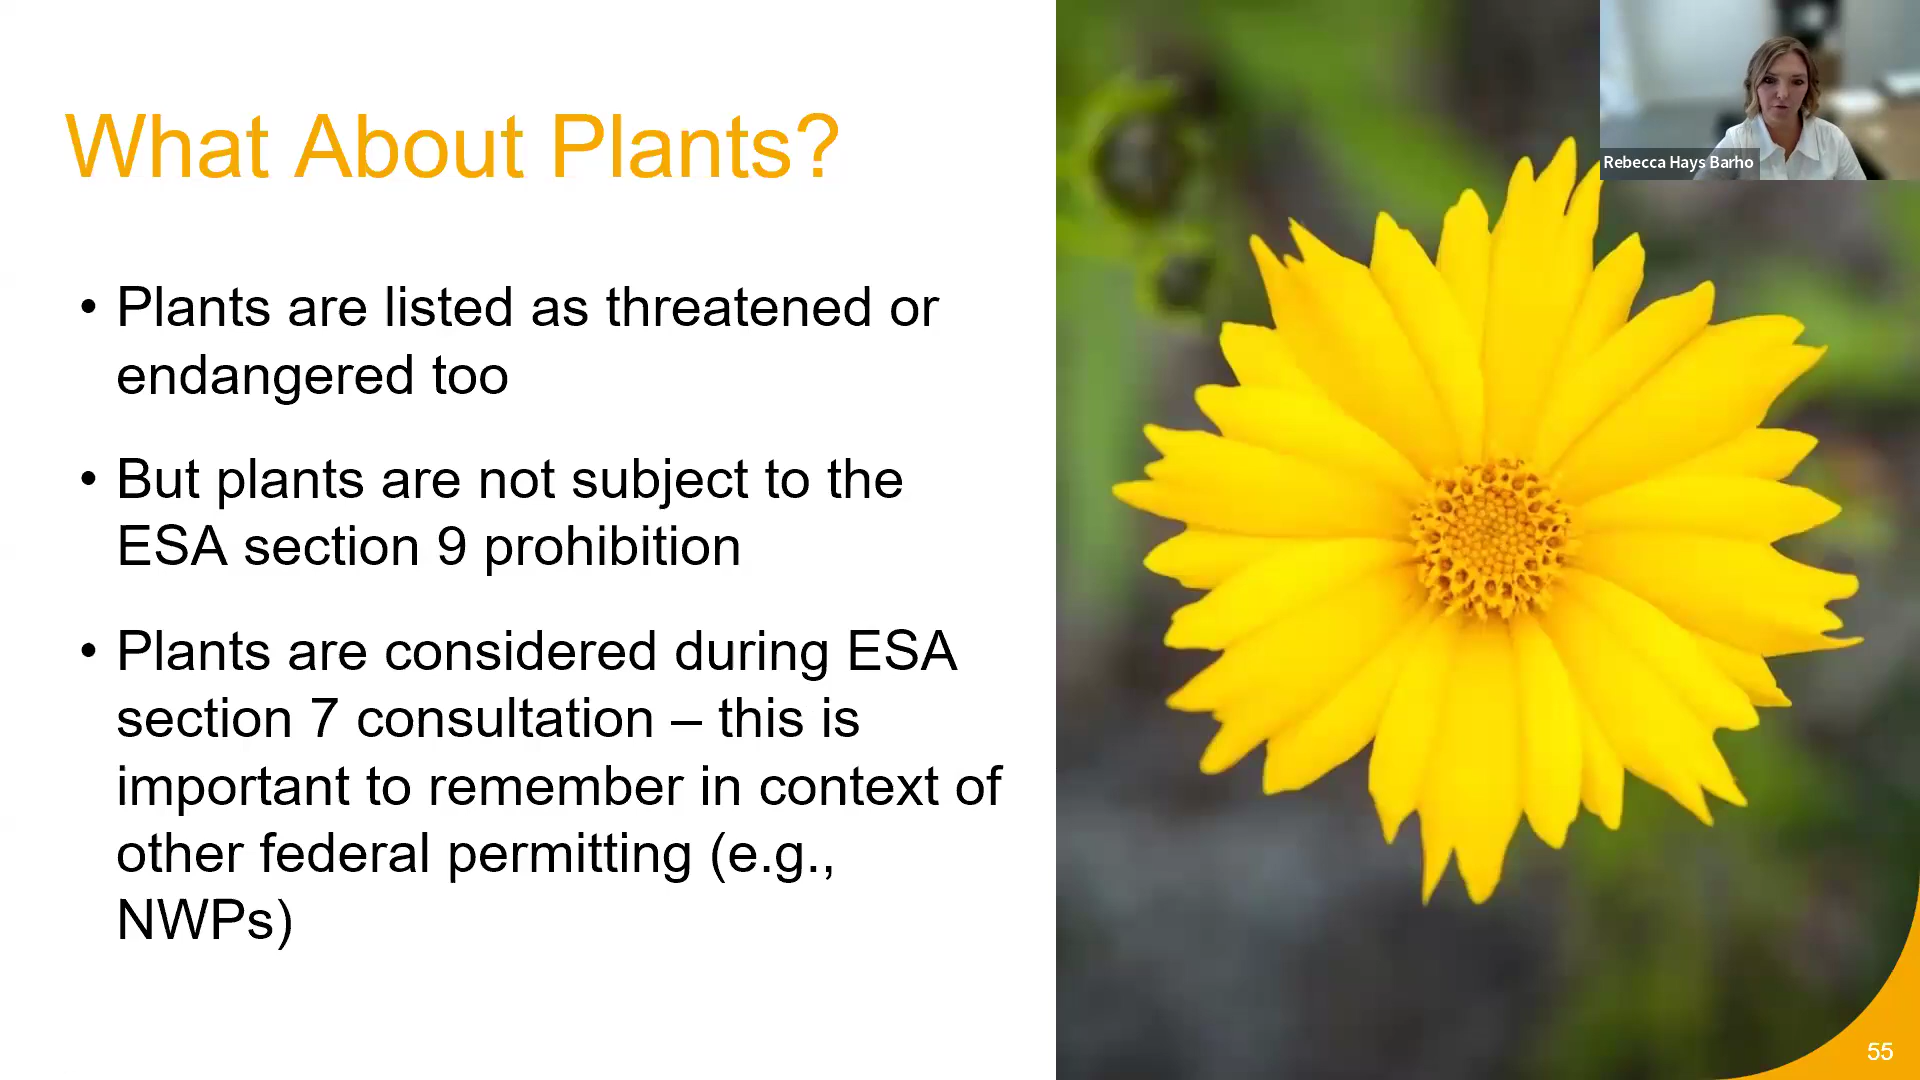 What About Plants?
• Plants are listed as threatened or
endangered too
• But plants are not subject to the
ESA section 9 prohibition
• Plants are considered during ESA
section 7 consultation – this is
important to remember in context of
other federal permitting (e.g.,
NWPs)
Rebecca Hays Barho
55